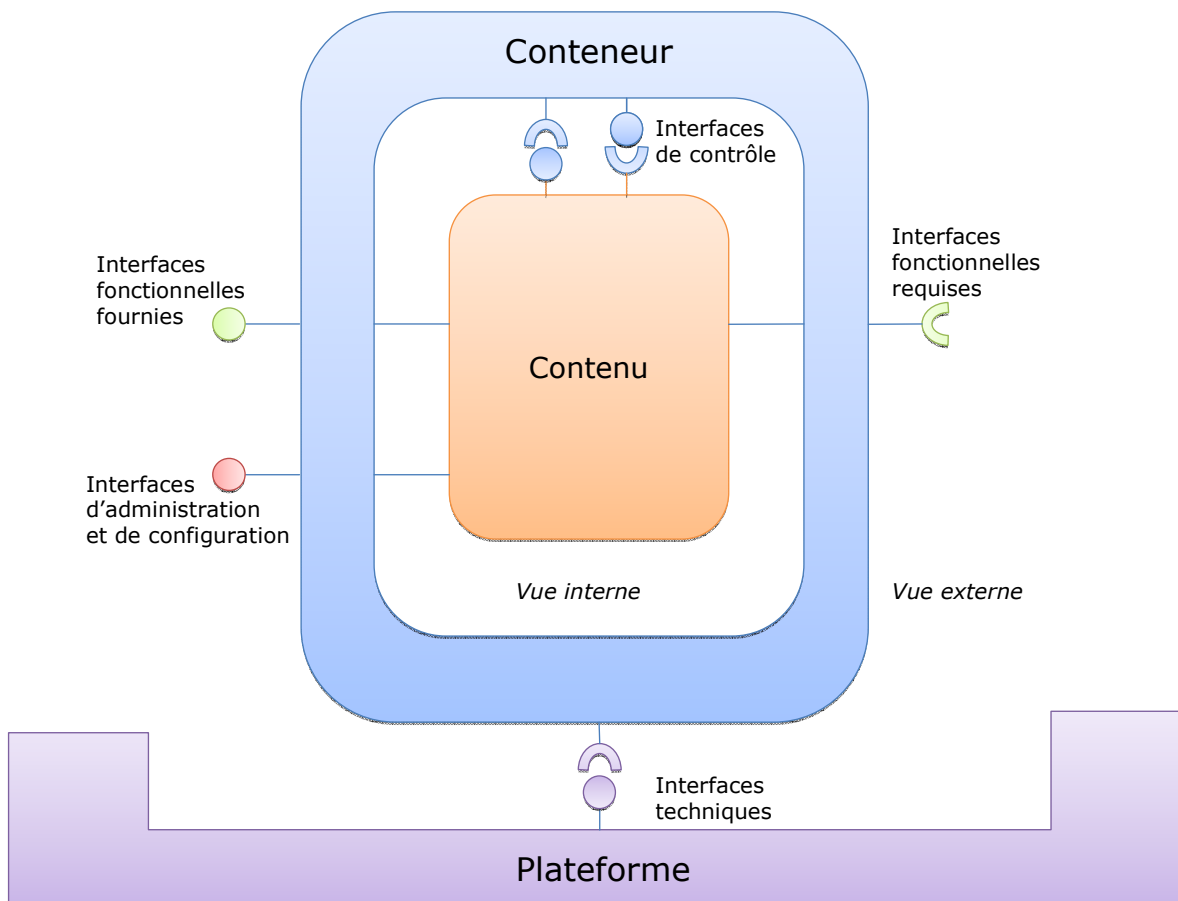 Conteneur
Interfaces
de contrôle
Interfaces
fonctionnelles
fournies
Interfaces
fonctionnelles
requises
Contenu
Interfaces
d’administration
et de configuration
Vue interne
Vue externe
Interfaces
techniques
Plateforme